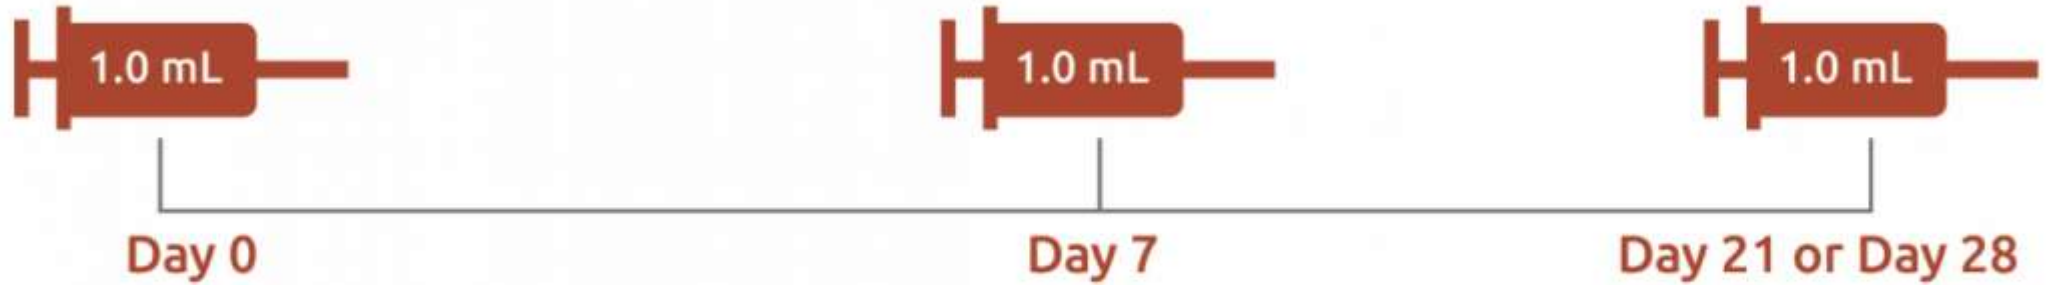 1.0 mL 1.0 mL 1.0 mL
Day 0 Day 7 Day 21 or Day 28